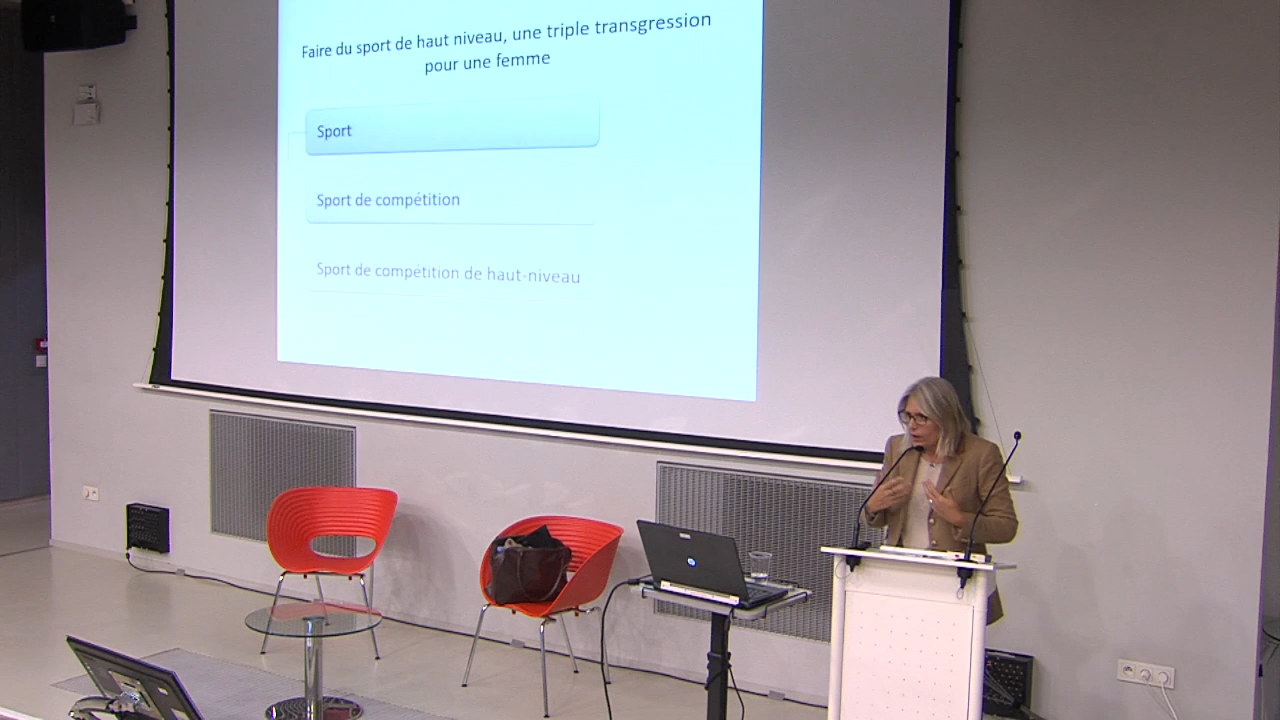 Faire du sport de haut niveau, une triple transgression
pour une femme
Sport
Sport de compétition
Sport de compétition de haut-niveau
hp